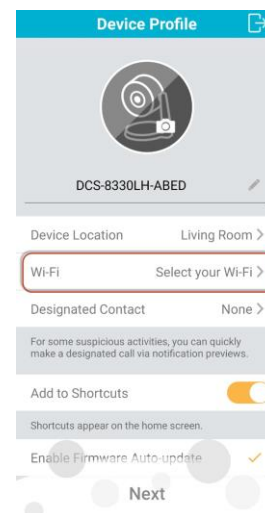 Device Profile
DCS-8330LH-ABED
Device Location Living Room >
Wi-Fi Select your Wi-Fi >
Designated Contact None >
For some suspicious activities, you can quickly
make a designated call via notification previews.
Add to Shortcuts
Shortcuts appear on the home screen.
Enable Firmware Auto-update
Next